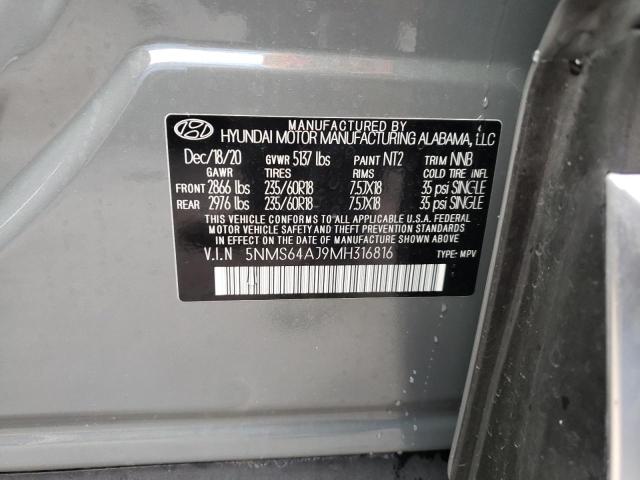 MANUFACTURED BY
HYUNDAI MOTOR MANUFACTURING ALABAMA, LLC
Dec/18/20 GVWR 5137 lbs PAINT NT2 TRIM NNB
GAWR TIRES RIMS COLD TIRE INFL
FRONT 2866 lbs 235/60R18 7.5JX18 35 psi SINGLE
REAR 2976 lbs 235/60R18 7.5JX18 35 psi SINGLE
THIS VEHICLE CONFORMS TO ALL APPLICABLE U.S.A. FEDERAL
MOTOR VEHICLE SAFETY AND THEFT PREVENTION STANDARDS IN
EFFECT ON THE DATE OF MANUFACTURE SHOWN ABOVE.
V.I.N 5NMS64AJ9MH316816 TYPE: MPV